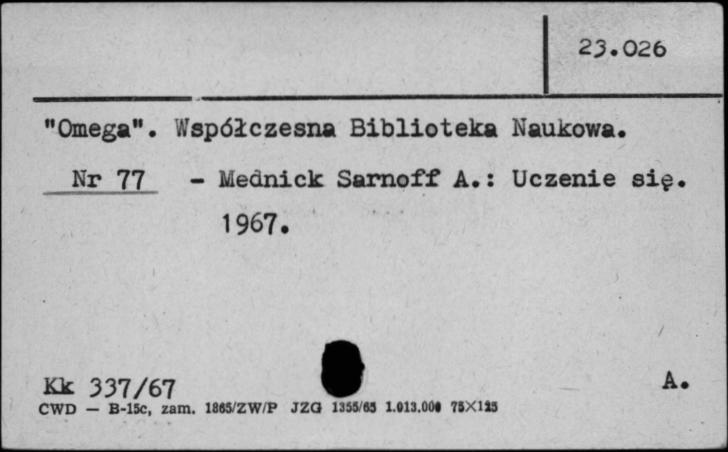 23.026
"Omega". Współczesna Biblioteka Naukowa.
Nr 77 - Mednick Sarnoff A.: Uczenie się.
1967.
Kk 337/67
A.
CWD — B-15c, zam. 1865/ZW/P JZG 1355/65 1.013.000 75X125